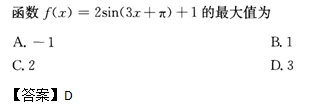 函数 f(x) = 2sin(3x+π)+1 的最大值为
A. －1 B. 1
C. 2 D. 3
【答案】D